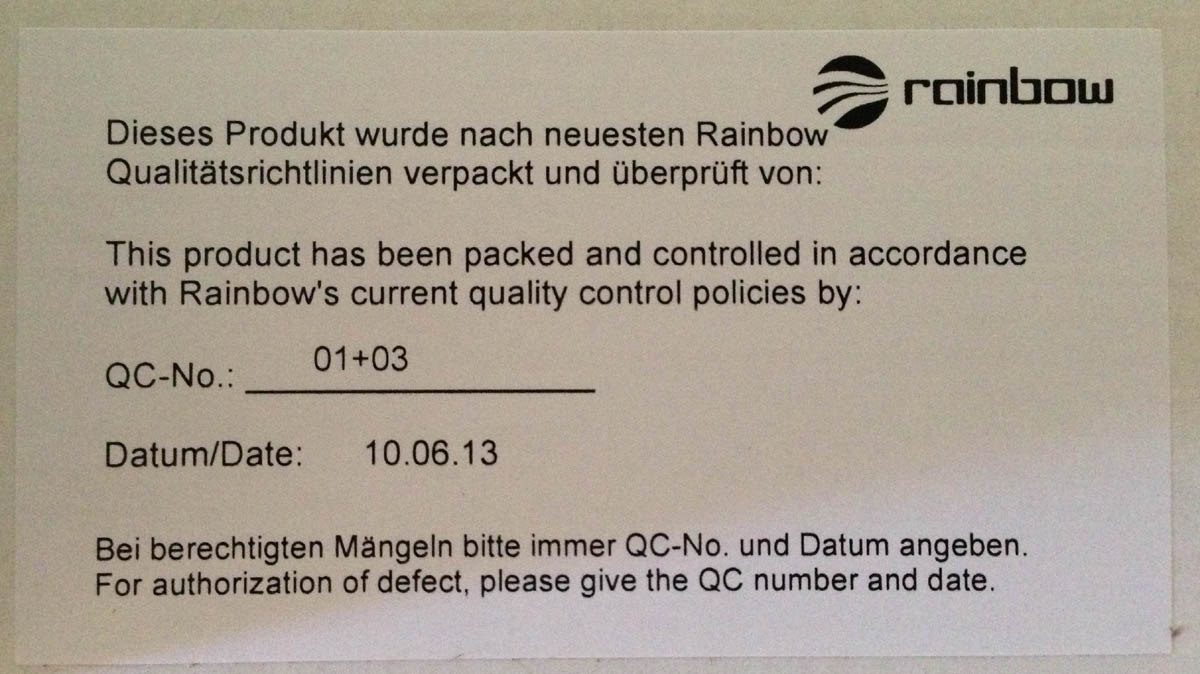 rainbow
Dieses Produkt wurde nach neuesten Rainbow
Qualitätsrichtlinien verpackt und überprüft von:
This product has been packed and controlled in accordance
with Rainbow's current quality control policies by:
QC-No.: 01+03
Datum/Date: 10.06.13
Bei berechtigten Mängeln bitte immer QC-No. und Datum angeben.
For authorization of defect, please give the QC number and date.